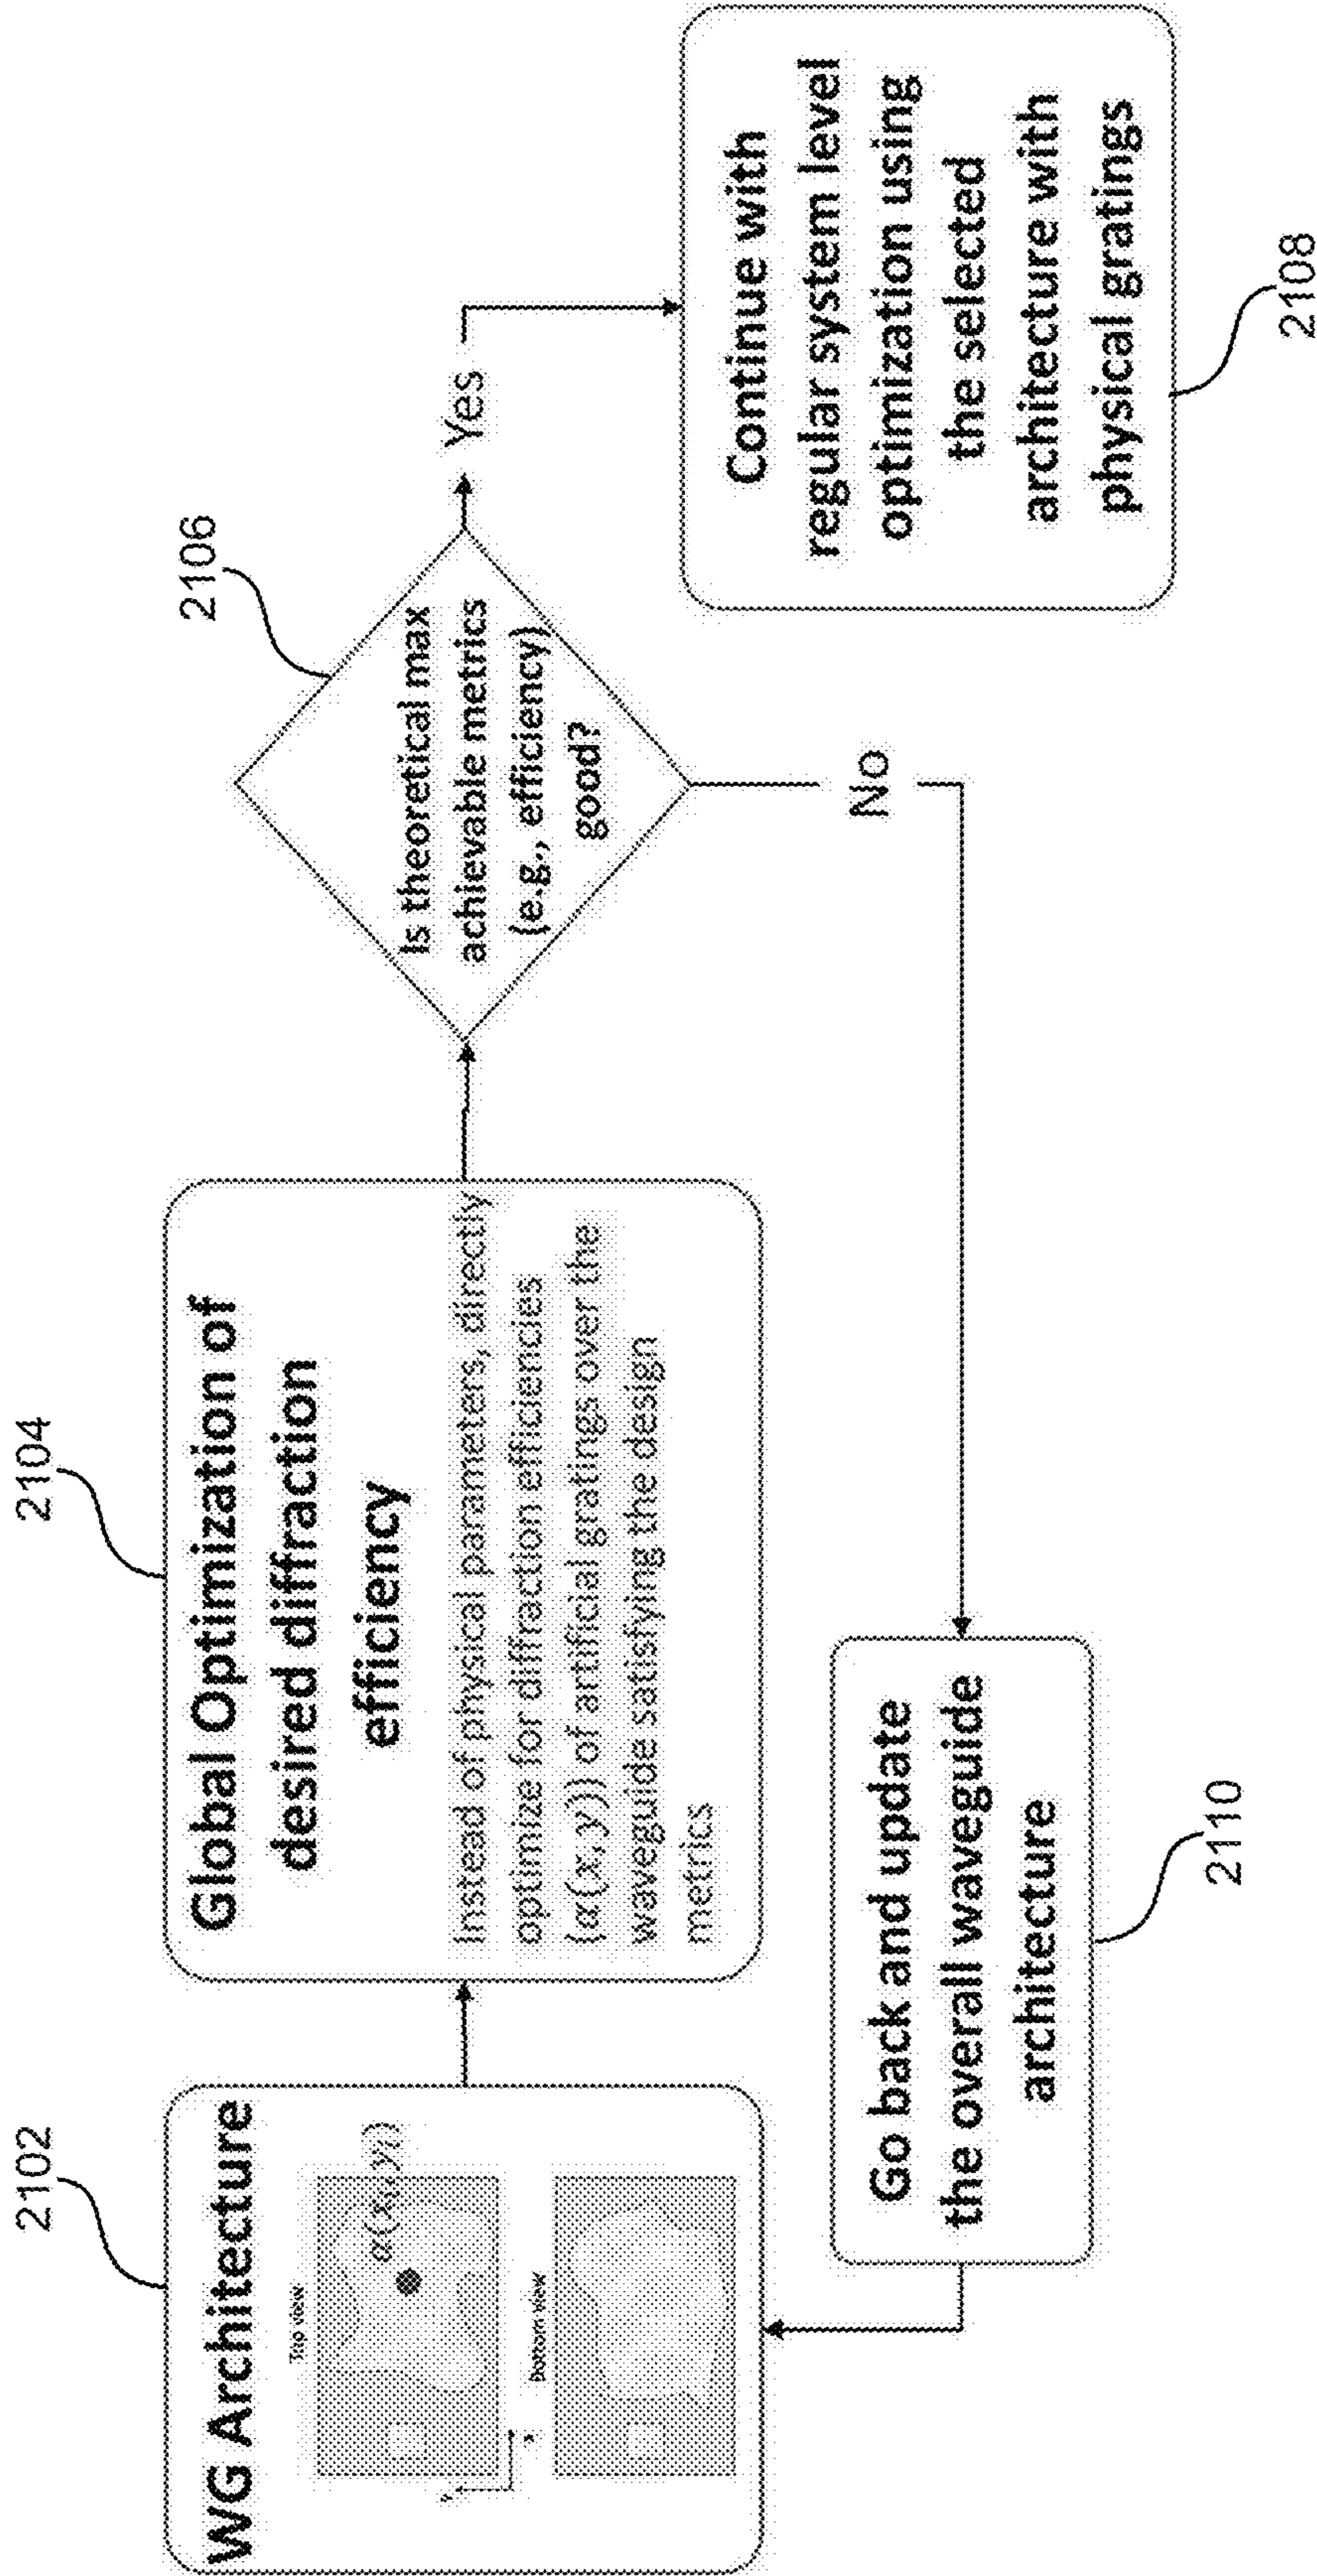 2102
WG Architecture
Top view
α((xᵢ,yᵢ))
y
x
Bottom view
2104
Global Optimization of
desired diffraction
efficiency
Instead of physical parameters, directly
optimize for diffraction efficiencies
(α((x,y)) of artificial gratings over the
waveguide satisfying the design
metrics
2106
Is theoretical max
achievable metrics
(e.g., efficiency)
good?
Yes
No
Continue with
regular system level
optimization using
the selected
architecture with
physical gratings
2108
Go back and update
the overall waveguide
architecture
2110